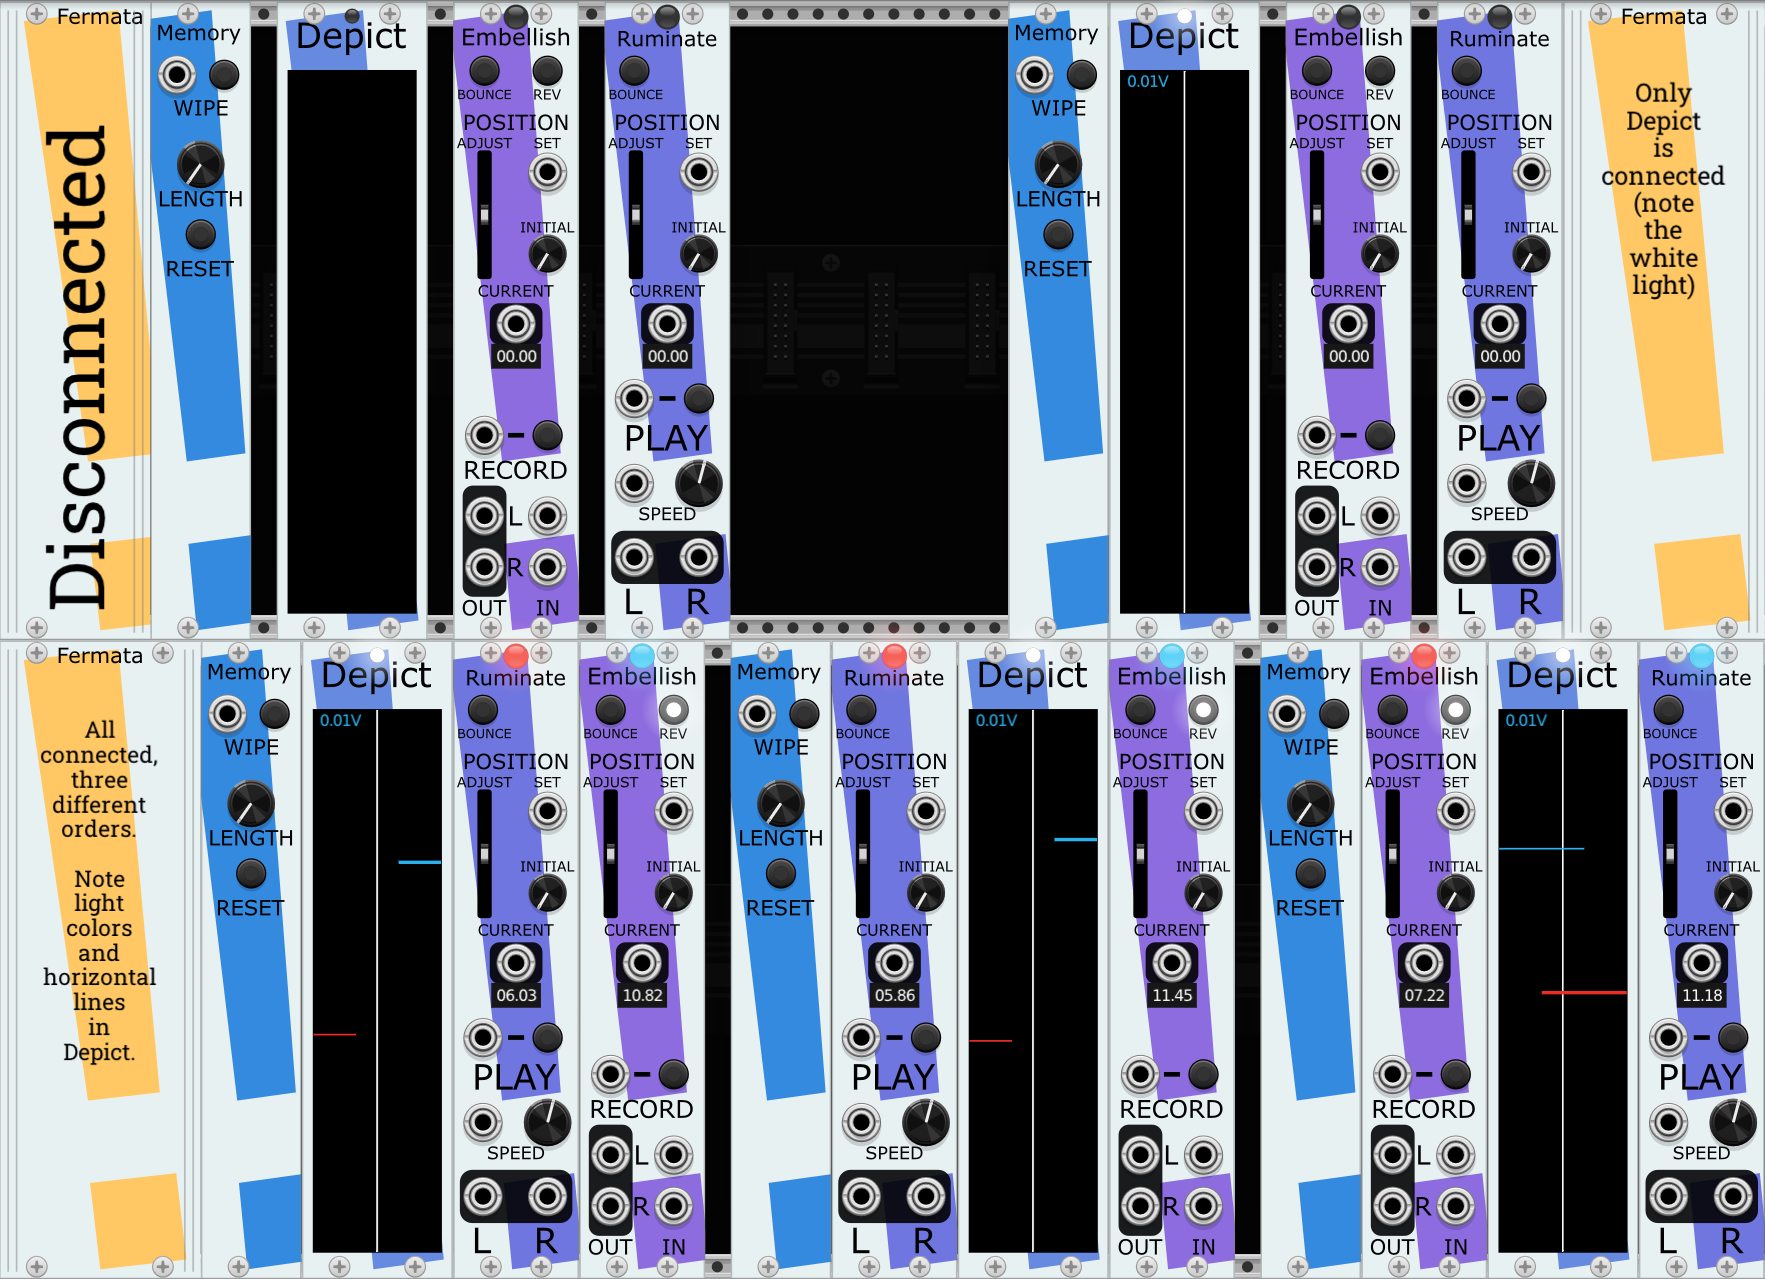 Fermata
Disconnected
Memory
WIPE
LENGTH
RESET
Depict
Embellish
BOUNCE REV
POSITION
ADJUST SET
INITIAL
CURRENT
00.00
RECORD
L
R
OUT IN
Ruminate
BOUNCE
POSITION
ADJUST SET
INITIAL
CURRENT
00.00
PLAY
SPEED
L R
Memory
WIPE
LENGTH
RESET
Depict
0.01V
Embellish
BOUNCE REV
POSITION
ADJUST SET
INITIAL
CURRENT
00.00
RECORD
L
R
OUT IN
Ruminate
BOUNCE
POSITION
ADJUST SET
INITIAL
CURRENT
00.00
PLAY
SPEED
L R
Fermata
Only
Depict
is
connected
(note
the
white
light)
Fermata
All
connected,
three
different
orders.
Note
light
colors
and
horizontal
lines
in
Depict.
Memory
WIPE
LENGTH
RESET
Depict
0.01V
Ruminate
BOUNCE
POSITION
ADJUST SET
INITIAL
CURRENT
06.03
PLAY
SPEED
L R
Embellish
BOUNCE REV
POSITION
ADJUST SET
INITIAL
CURRENT
10.82
RECORD
L
R
OUT IN
Memory
WIPE
LENGTH
RESET
Ruminate
BOUNCE
POSITION
ADJUST SET
INITIAL
CURRENT
05.86
PLAY
SPEED
L R
Depict
0.01V
Embellish
BOUNCE REV
POSITION
ADJUST SET
INITIAL
CURRENT
11.45
RECORD
L
R
OUT IN
Memory
WIPE
LENGTH
RESET
Embellish
BOUNCE REV
POSITION
ADJUST SET
INITIAL
CURRENT
07.22
RECORD
L
R
OUT IN
Depict
0.01V
Ruminate
BOUNCE
POSITION
ADJUST SET
INITIAL
CURRENT
11.18
PLAY
SPEED
L R